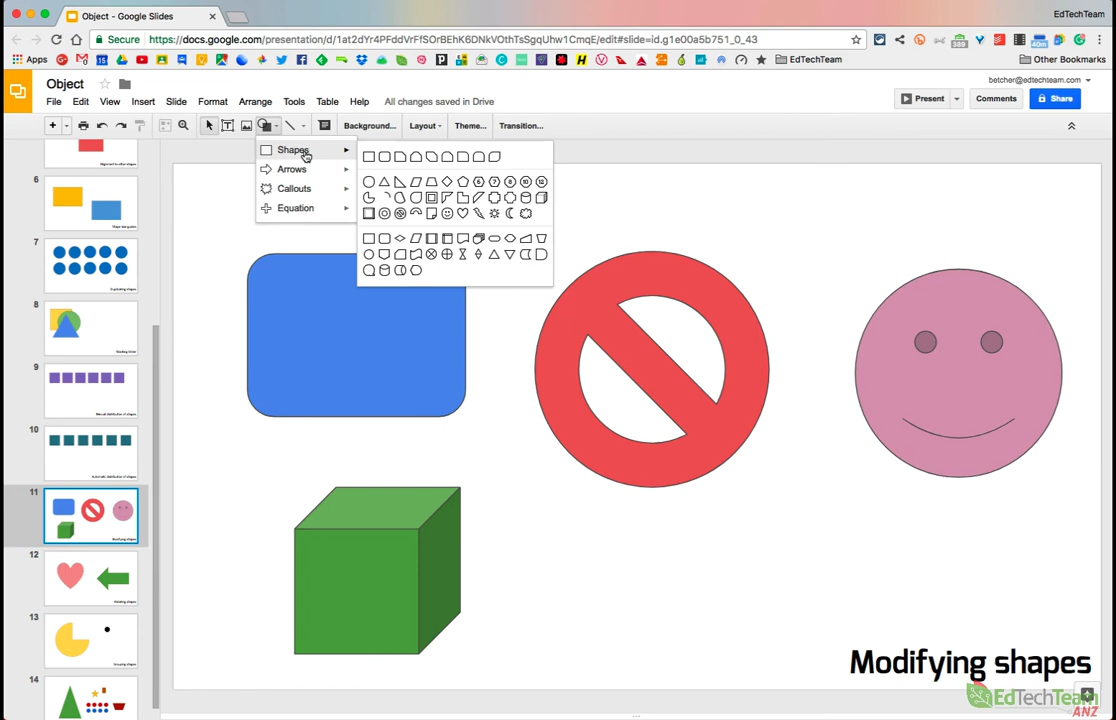 Object - Google Slides
EdTechTeam
Secure https://docs.google.com/presentation/d/1at2dYr4PFddVrFfSOrBEhK6DNkVOthTsSgqUhw1CmqE/edit#slide=id.g1e00a5b751_0_43
Apps
EdTechTeam
Other Bookmarks
Object
betcher@edtechteam.com
File Edit View Insert Slide Format Arrange Tools Table Help All changes saved in Drive
Present Comments Share
Background... Layout Theme... Transition...
Shapes
Arrows
Callouts
Equation
6
7
8
9
10
11
12
13
14
Modifying shapes
EdTechTeam
ANZ